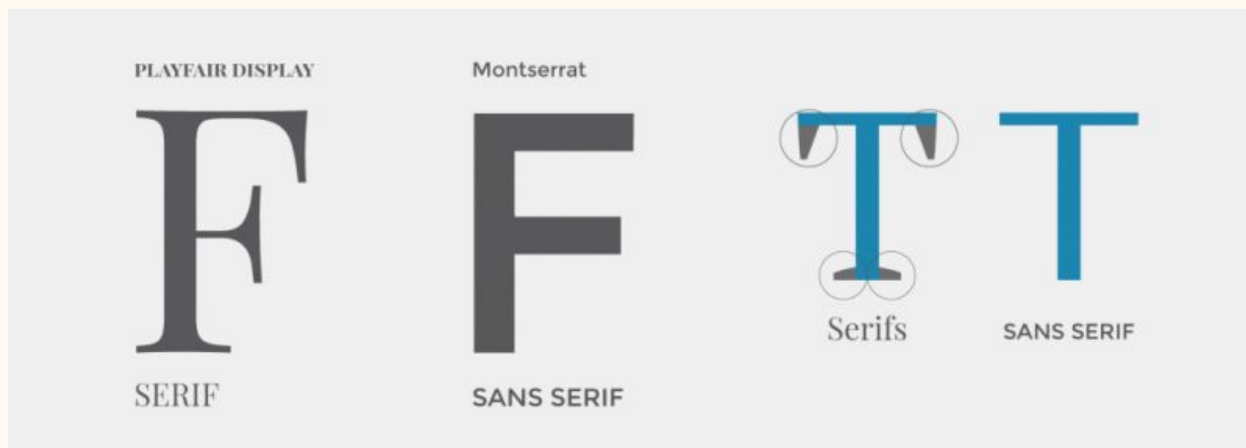 PLAYFAIR DISPLAY
F
SERIF
Montserrat
F
SANS SERIF
T
Serifs
T
SANS SERIF